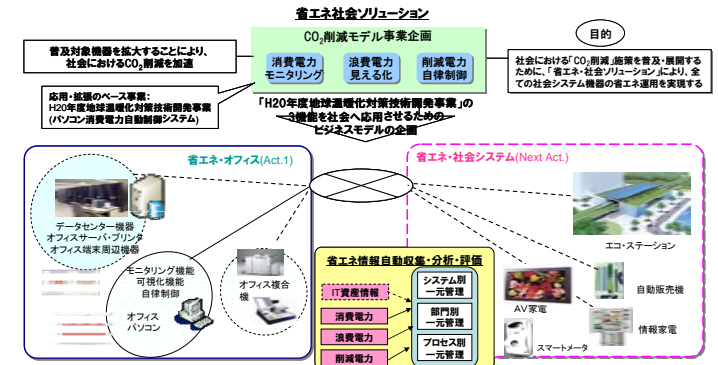 省エネ社会ソリューション
CO2削減モデル事業企画
消費電力
モニタリング
浪費電力
見える化
削減電力
自律制御
普及対象機器を拡大することにより、
社会におけるCO2削減を加速
目的
社会における「CO2削減」施策を普及・展開する
ために、「省エネ・社会ソリューション」により、全
ての社会システム機器の省エネ運用を実現する
応用・拡張のベース事業:
H20年度地球温暖化対策技術開発事業
(パソコン消費電力自動制御システム)
「H20年度地球温暖化対策技術開発事業」の
3機能を社会へ応用させるための
ビジネスモデルの企画
省エネ・オフィス(Act.1)
データセンター機器
オフィスサーバ・プリンタ
オフィス端末周辺機器
モニタリング機能
可視化機能
自律制御
オフィス
パソコン
オフィス複合
機
省エネ・社会システム(Next Act.)
エコ・ステーション
自動販売機
AV家電
情報家電
スマートメータ
省エネ情報自動収集・分析・評価
IT資産情報
消費電力
浪費電力
削減電力
システム別
一元管理
部門別
一元管理
プロセス別
一元管理